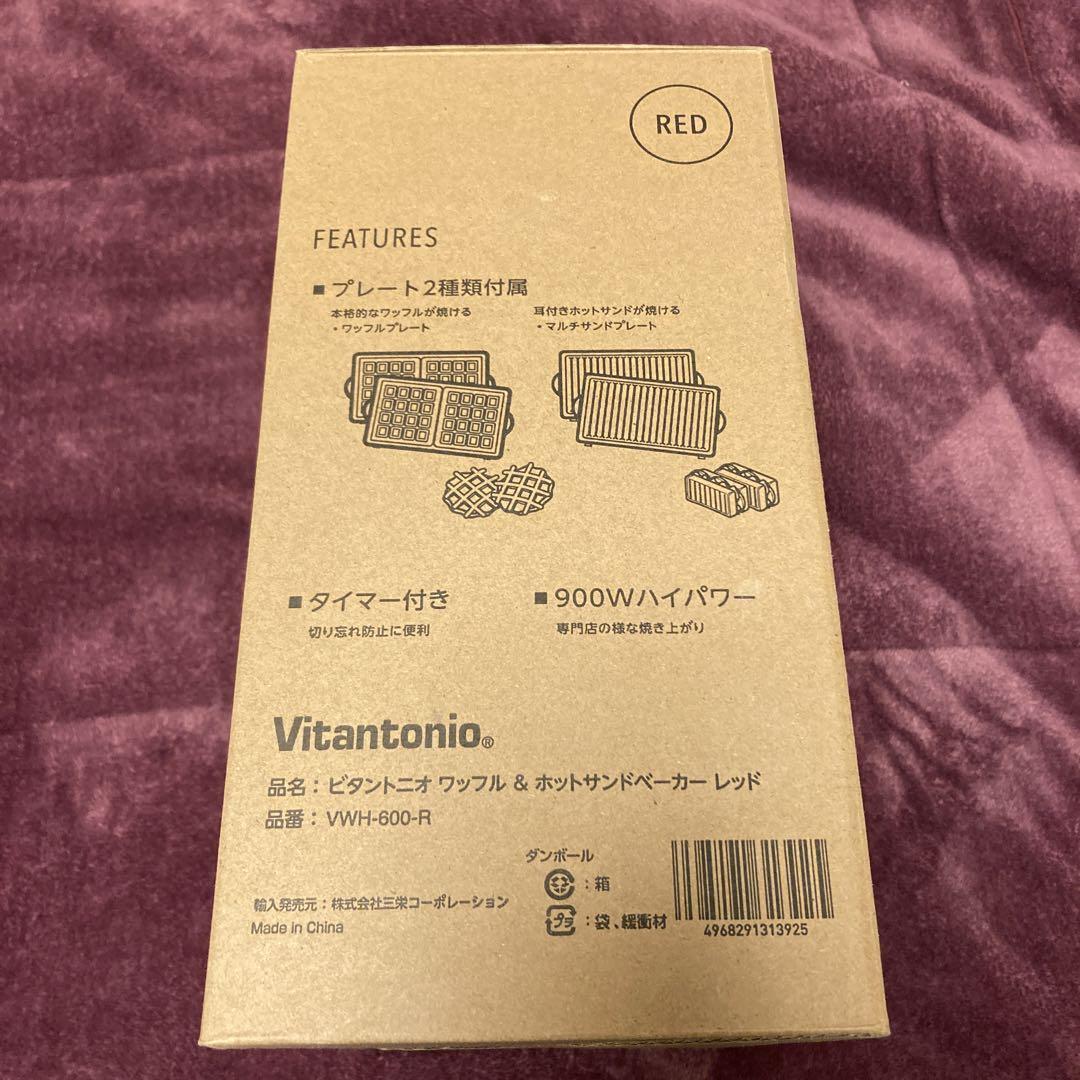 RED
FEATURES
■ プレート2種類付属
本格的なワッフルが焼ける
・ワッフルプレート
耳付きホットサンドが焼ける
・マルチサンドプレート
■ タイマー付き
切り忘れ防止に便利
■ 900Wハイパワー
専門店の様な焼き上がり
Vitantonio®
品名：ビタントニオ ワッフル & ホットサンドベーカー レッド
品番：VWH-600-R
ダンボール
：箱
プラ：袋、緩衝材
輸入発売元：株式会社三栄コーポレーション
Made in China
4968291313925